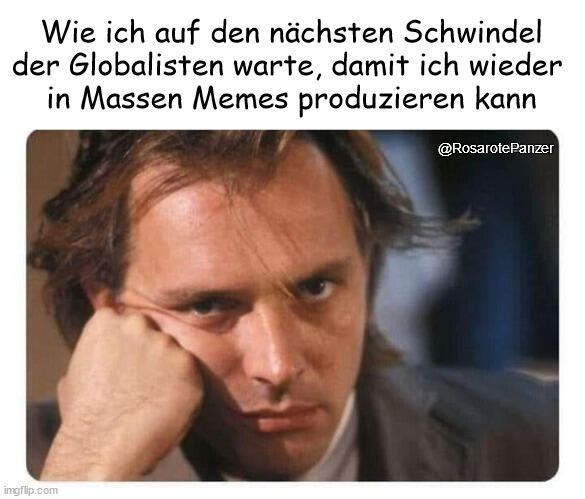 Wie ich auf den nächsten Schwindel
der Globalisten warte, damit ich wieder
in Massen Memes produzieren kann
@RosarotePanzer
imgflip.com